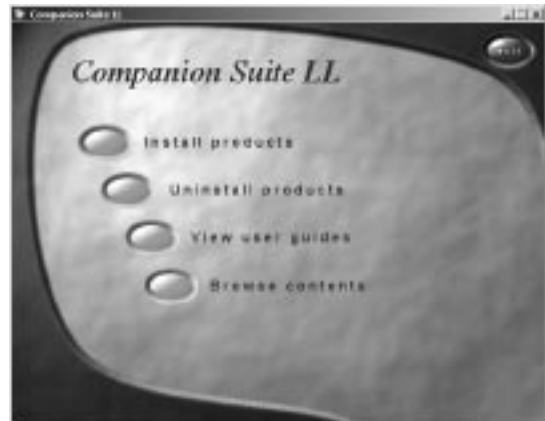 Companion Suite LL
Companion Suite LL
Install products
Uninstall products
View user guides
Browse contents